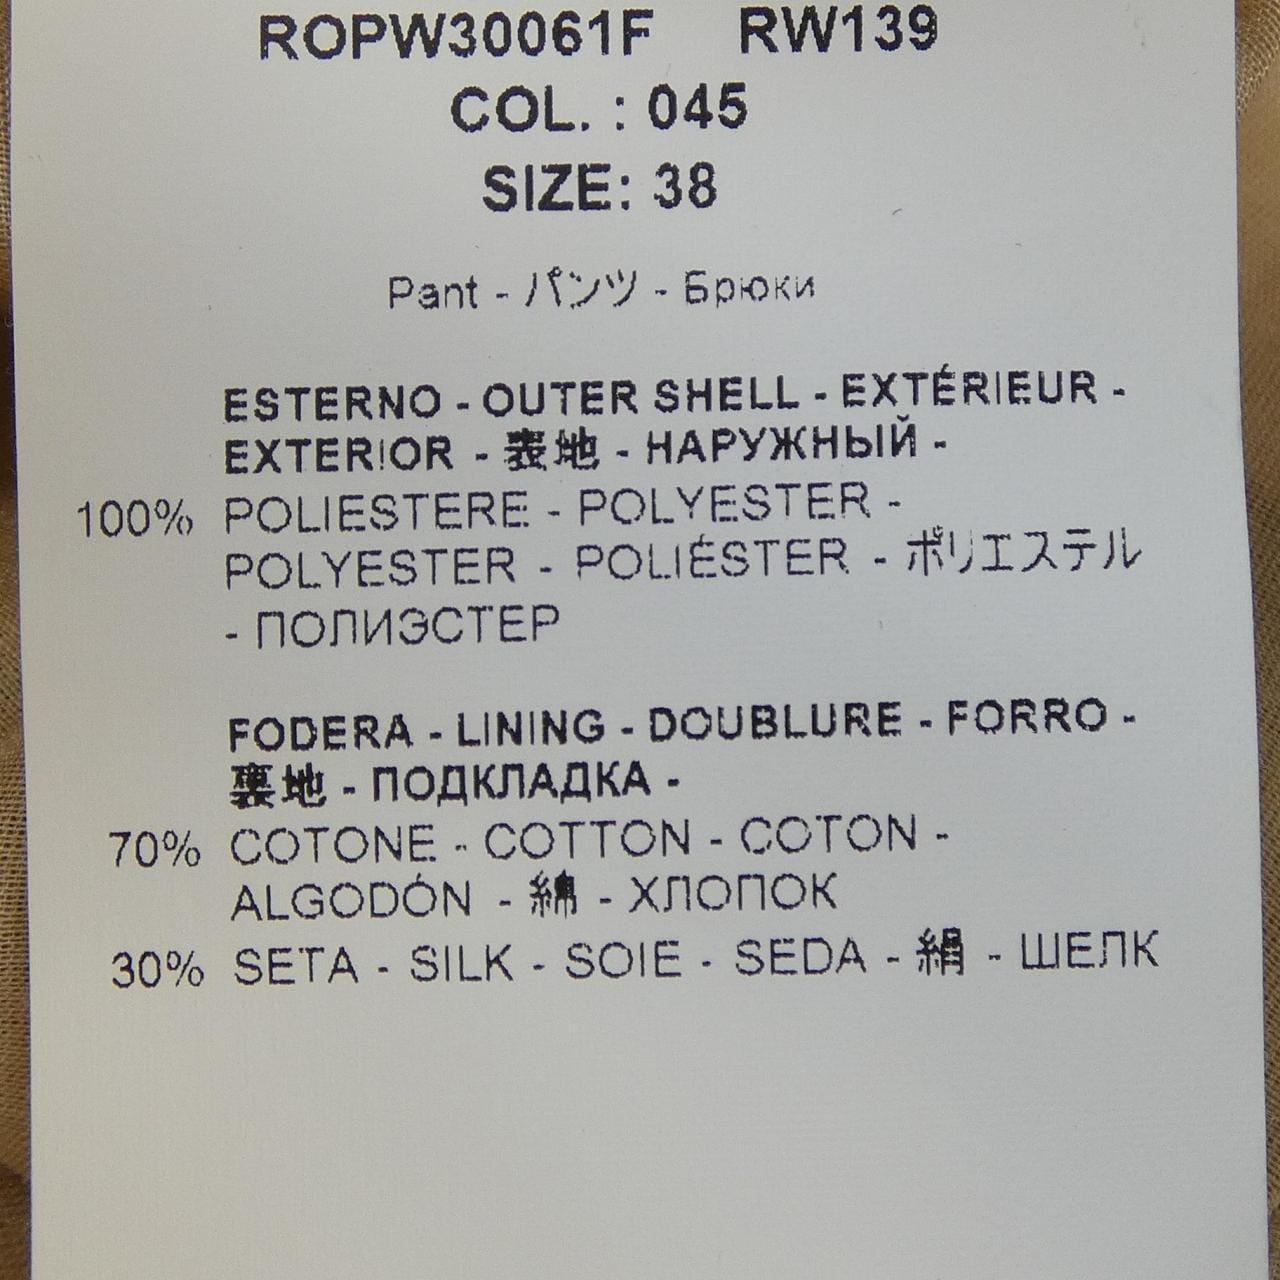 ROPW30061F RW139
COL. : 045
SIZE: 38
Pant - パンツ - Брюки
ESTERNO - OUTER SHELL - EXTÉRIEUR -
EXTERIOR - 表地 - НАРУЖНЫЙ -
100% POLIESTERE - POLYESTER -
POLYESTER - POLIÉSTER - ポリエステル
- ПОЛИЭСТЕР
FODERA - LINING - DOUBLURE - FORRO -
裏地 - ПОДКЛАДКА -
70% COTONE - COTTON - COTON -
ALGODÓN - 綿 - ХЛОПОК
30% SETA - SILK - SOIE - SEDA - 絹 - ШЕЛК